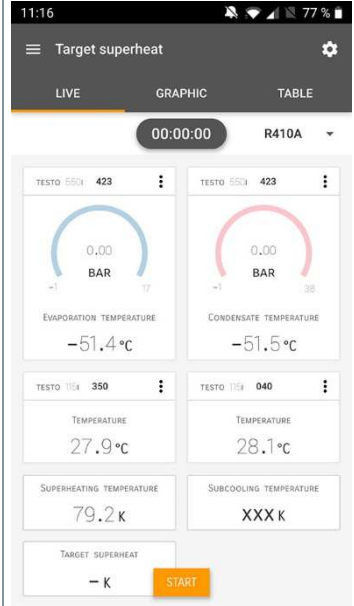 11:16 77 %
Target superheat
LIVE GRAPHIC TABLE
00:00:00 R410A
TESTO 550i 423 TESTO 550i 423
0.00 0.00
BAR BAR
-1 17 -1 38
EVAPORATION TEMPERATURE CONDENSATE TEMPERATURE
-51.4 °C -51.5 °C
TESTO 115i 350 TESTO 115i 040
TEMPERATURE TEMPERATURE
27.9 °C 28.1 °C
SUPERHEATING TEMPERATURE SUBCOOLING TEMPERATURE
79.2 K XXX K
TARGET SUPERHEAT
– K START